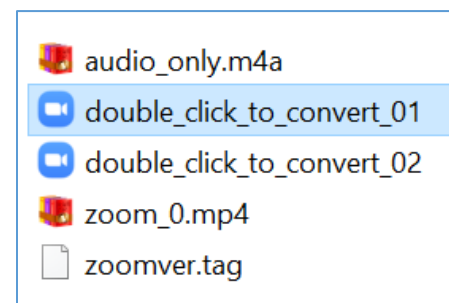 audio_only.m4a
double_click_to_convert_01
double_click_to_convert_02
zoom_0.mp4
zoomver.tag